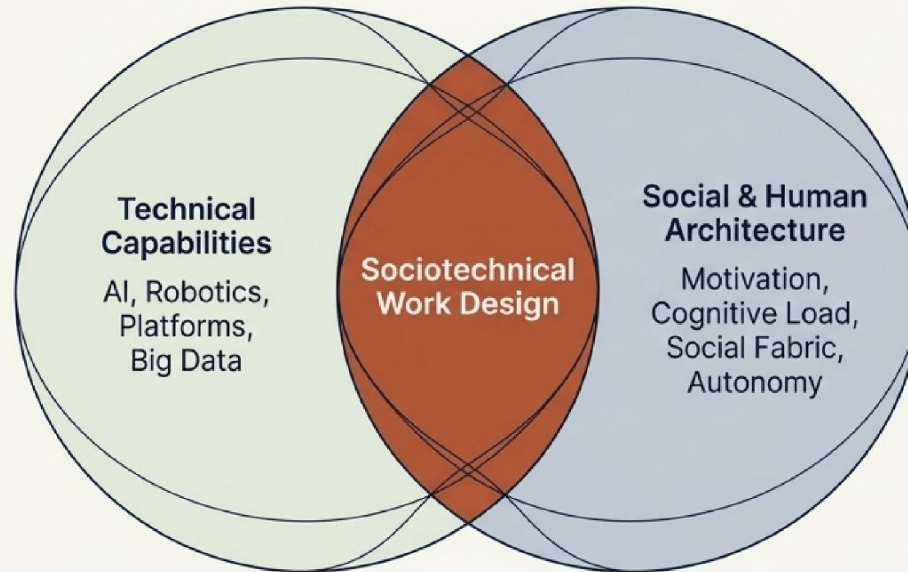 Technical
Capabilities
AI, Robotics,
Platforms,
Big Data
Sociotechnical
Work Design
Social & Human
Architecture
Motivation,
Cognitive Load,
Social Fabric,
Autonomy